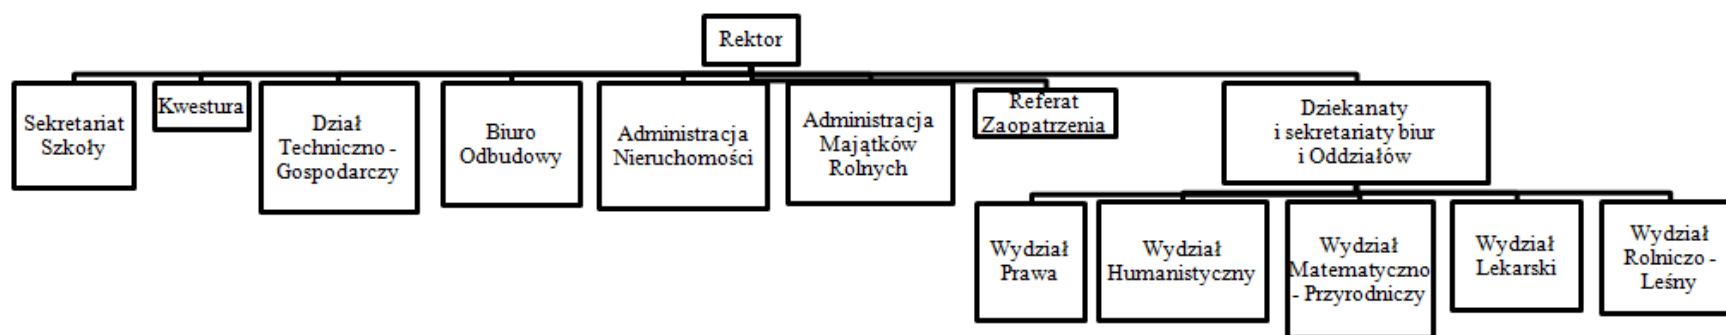 Rektor
Sekretariat
Szkoły
Kwestura
Dział
Techniczno -
Gospodarczy
Biuro
Odbudowy
Administracja
Nieruchomości
Administracja
Majątków
Rolnych
Referat
Zaopatrzenia
Dziekanaty
i sekretariaty biur
i Oddziałów
Wydział
Prawa
Wydział
Humanistyczny
Wydział
Matematyczno
- Przyrodniczy
Wydział
Lekarski
Wydział
Rolniczo -
Leśny